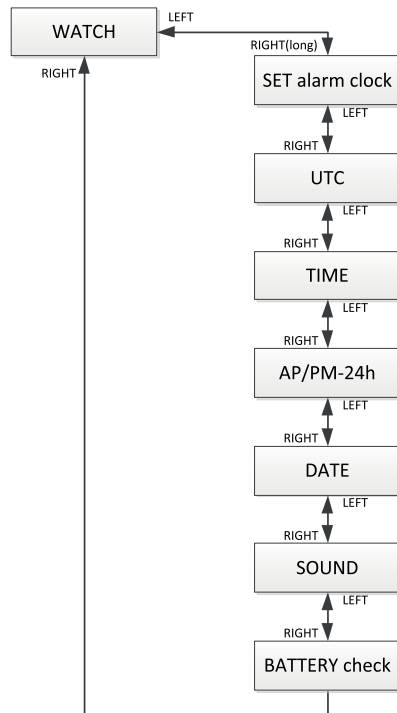 LEFT
WATCH
RIGHT(long)
RIGHT
SET alarm clock
LEFT
RIGHT
UTC
LEFT
RIGHT
TIME
LEFT
RIGHT
AP/PM-24h
LEFT
RIGHT
DATE
LEFT
RIGHT
SOUND
LEFT
RIGHT
BATTERY check